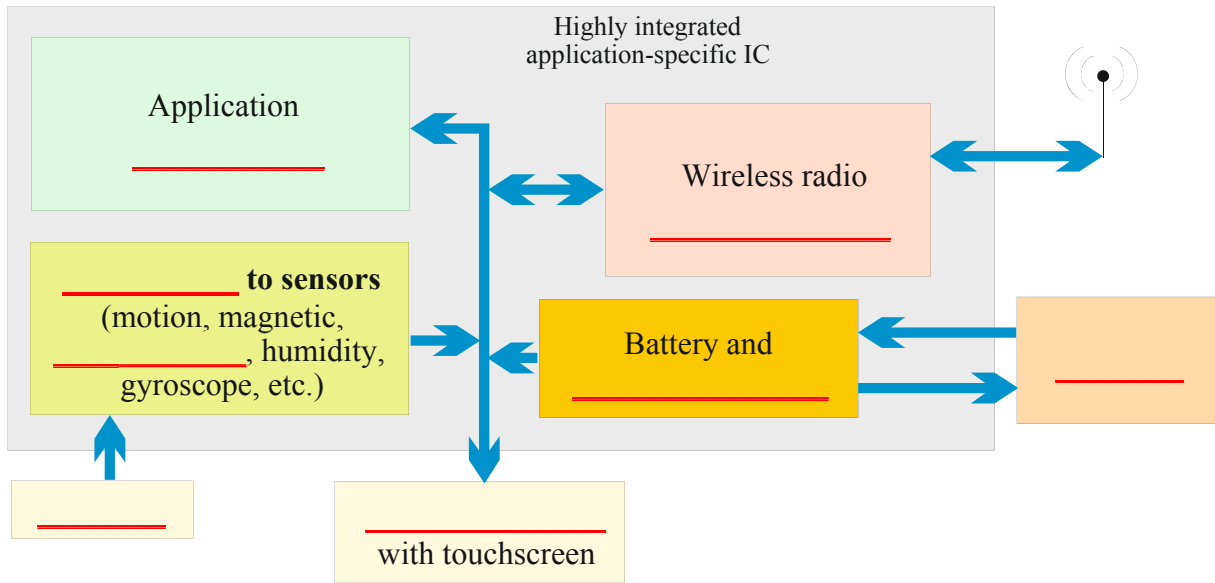 Highly integrated
application-specific IC
Application
Wireless radio
to sensors
(motion, magnetic,
, humidity,
gyroscope, etc.)
Battery and
with touchscreen